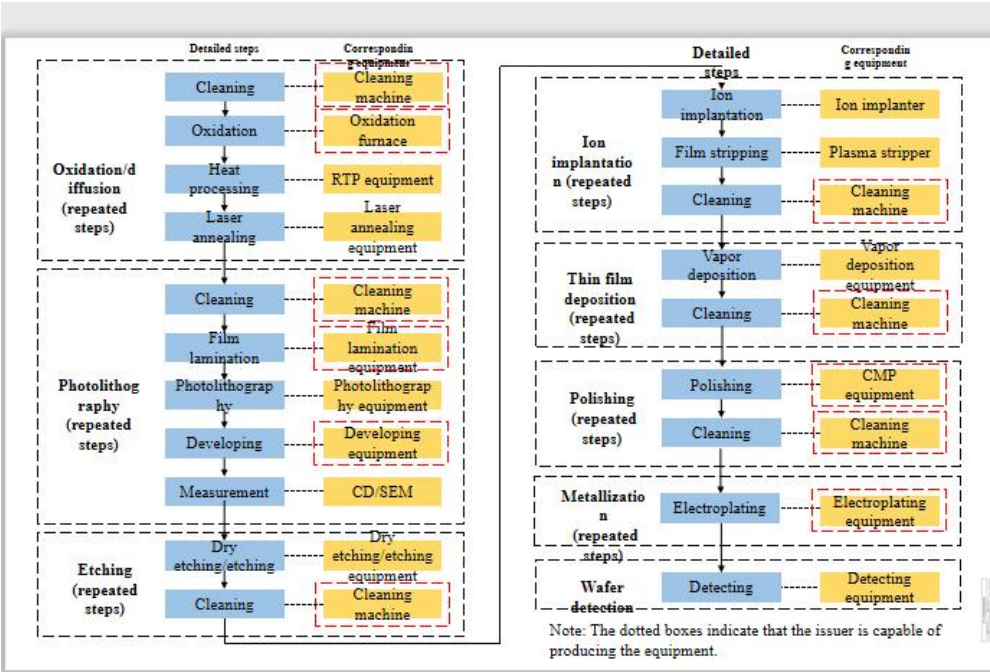 Detailed steps
Correspondin
g equipment
Oxidation/d
iffusion
(repeated
steps)
Cleaning
Cleaning
machine
Oxidation
Oxidation
furnace
Heat
processing
RTP equipment
Laser
annealing
Laser
annealing
equipment
Photolithog
raphy
(repeated
steps)
Cleaning
Cleaning
machine
Film
lamination
Film
lamination
equipment
Photolithograp
hy
Photolithograp
hy equipment
Developing
Developing
equipment
Measurement
CD/SEM
Etching
(repeated
steps)
Dry
etching/etching
Dry
etching/etching
equipment
Cleaning
Cleaning
machine
Detailed
steps
Correspondin
g equipment
Ion
implantatio
n (repeated
steps)
Ion
implantation
Ion implanter
Film stripping
Plasma stripper
Cleaning
Cleaning
machine
Thin film
deposition
(repeated
steps)
Vapor
deposition
Vapor
deposition
equipment
Cleaning
Cleaning
machine
Polishing
(repeated
steps)
Polishing
CMP
equipment
Cleaning
Cleaning
machine
Metallizatio
n
(repeated
steps)
Electroplating
Electroplating
equipment
Wafer
detection
Detecting
Detecting
equipment
Note: The dotted boxes indicate that the issuer is capable of
producing the equipment.